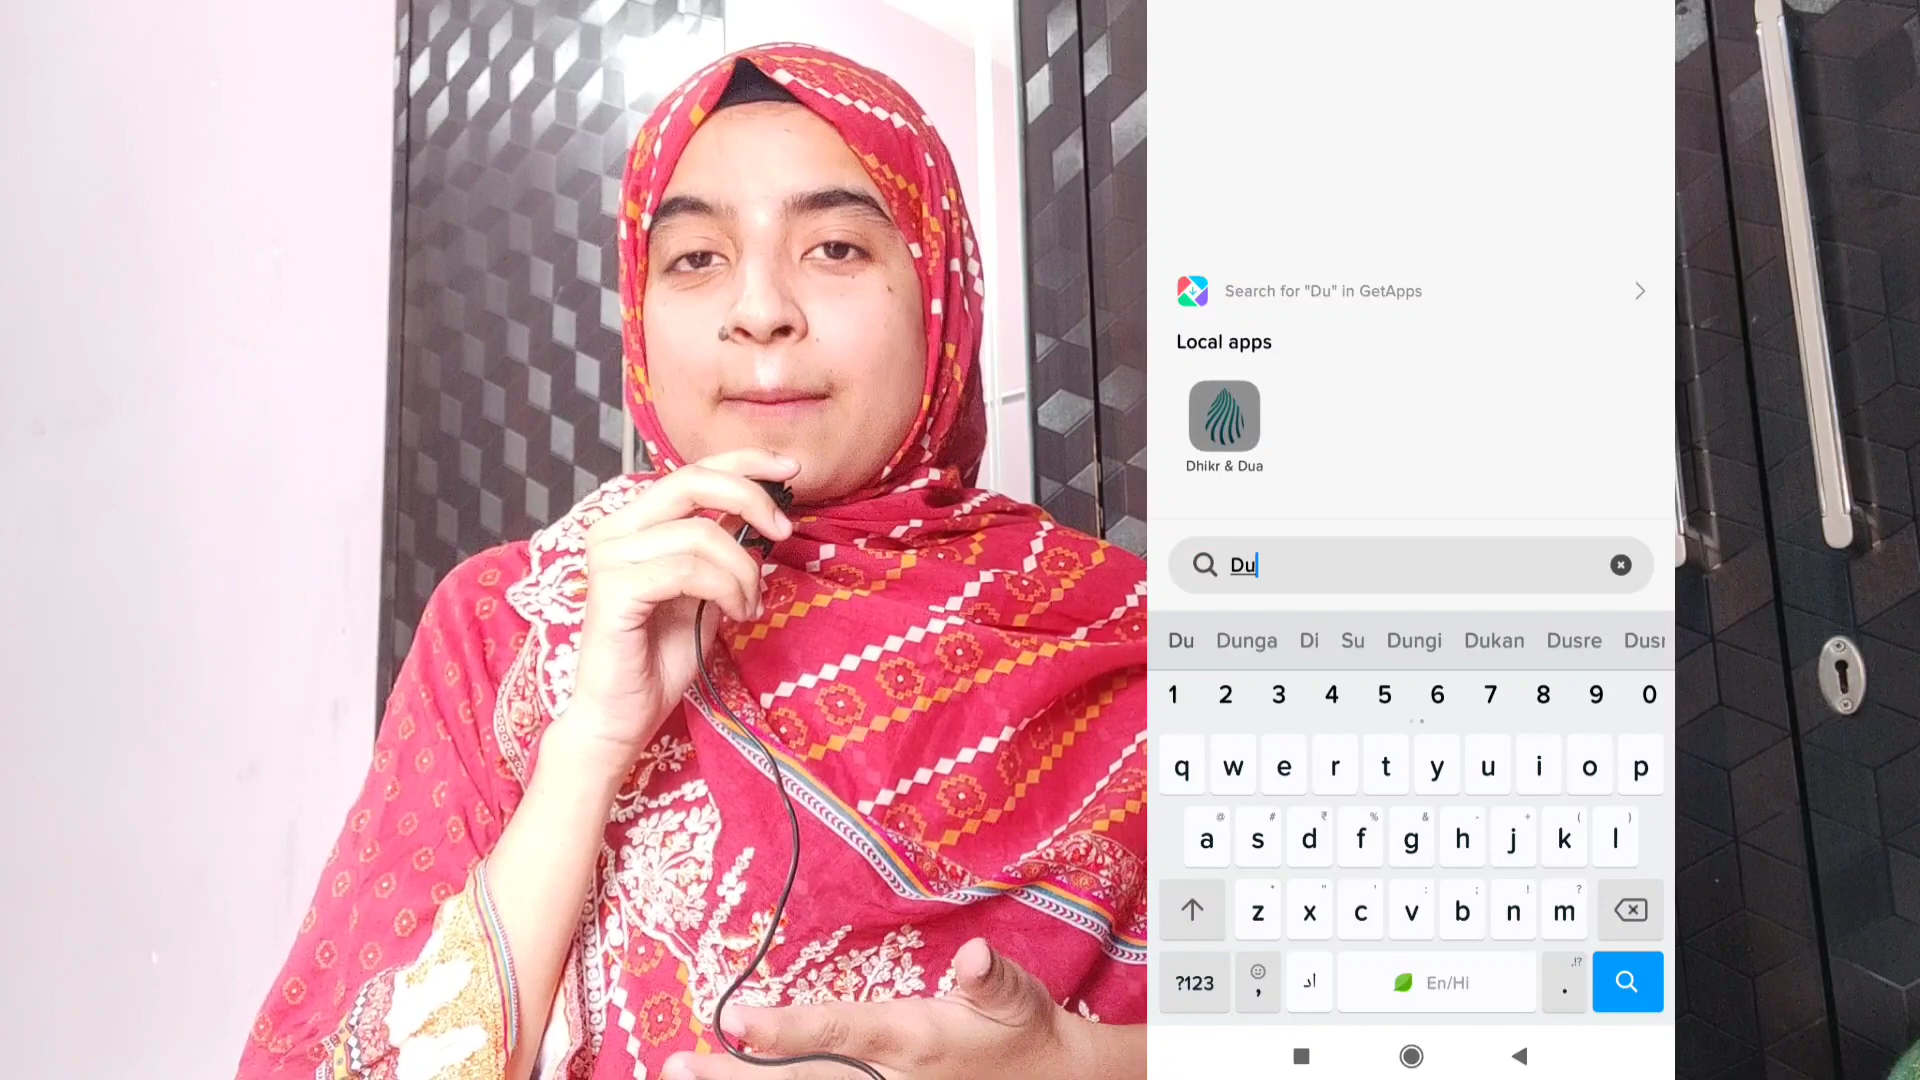 Search for "Du" in GetApps
Local apps
Dhikr & Dua
Du
Du Dunga Di Su Dungi Dukan Dusre
1 2 3 4 5 6 7 8 9 0
q w e r t y u i o p
@ # ₹ % & - + ( )
a s d f g h j k l
* " ' : ; ! ?
z x c v b n m
,!?
?123 , اُر En/Hi .